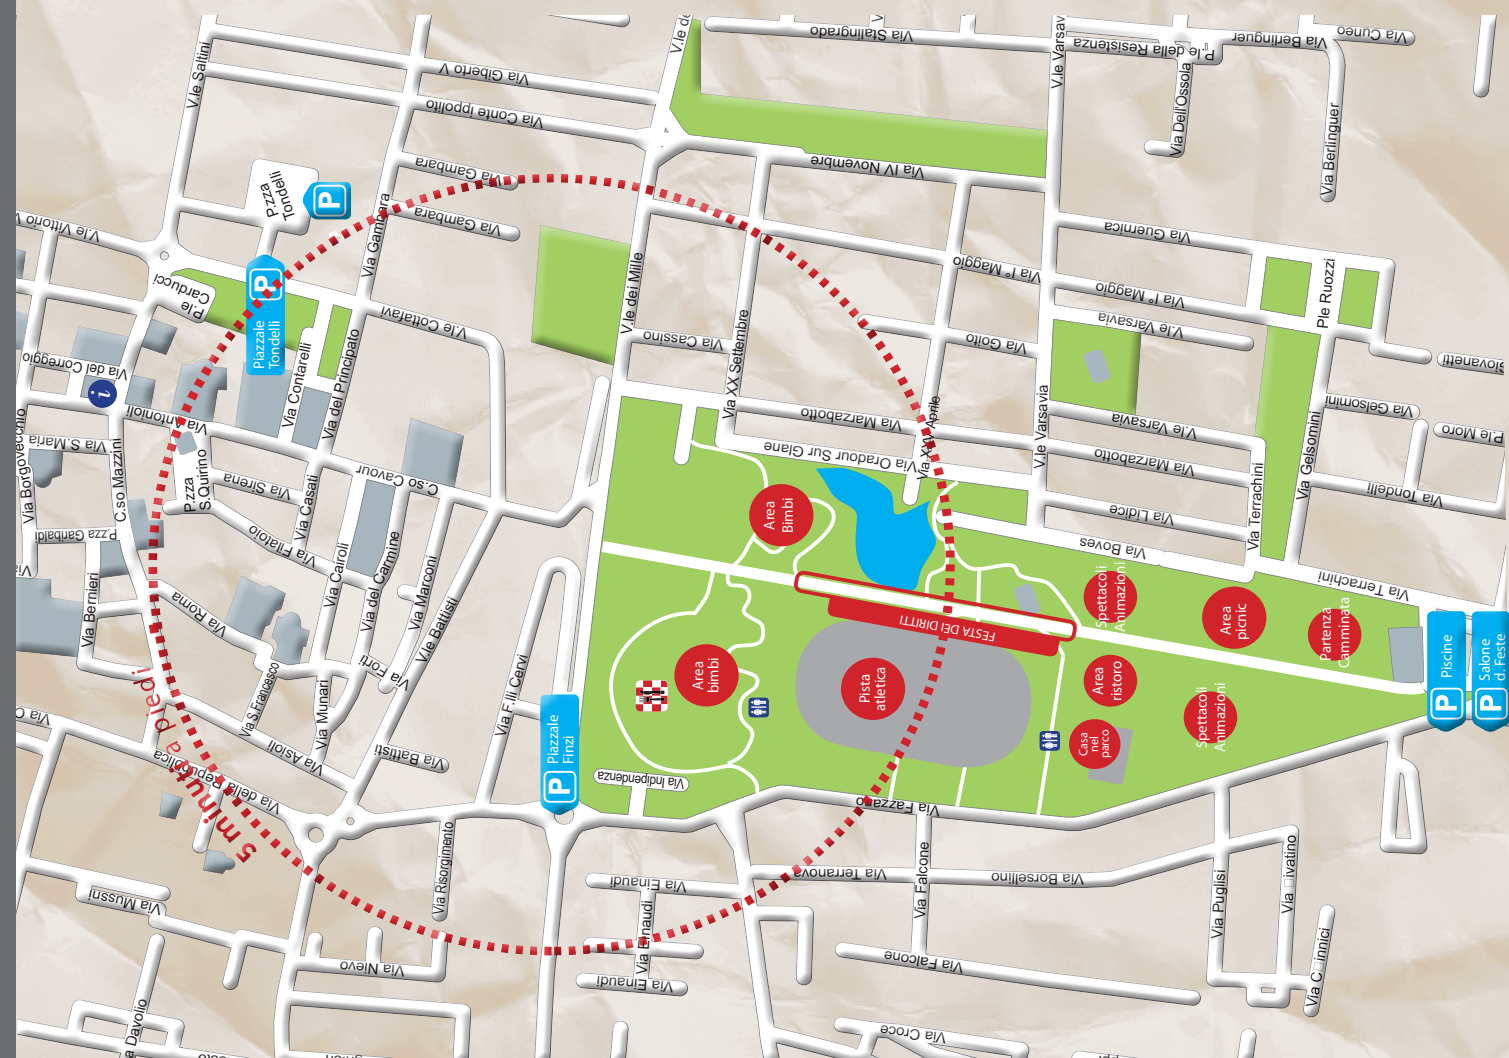 V.le Saltini
Via Giberto V
Via Conte Ippolito
Via Gambara
Via Gambara
Via Gambara
P.zza
Tondelli
P
P
Piazzale
Tondelli
V.le Vittorio
P.le
Carducci
Via del Correggio
i
Via Antonioli
Via Contarelli
Via del Principato
V.le Cottafavi
Via Borgovecchio
Via S.Maria
C.so Mazzini
P.zza
S.Quirino
Via Sirena
Via Casati
C.so Cavour
P.zza Garibaldi
Via Filatoio
Via
Via Bernieri
Via Roma
Via Cairoli
Via del Carmine
Via Marconi
V.le Battisti
Via Forti
Via S.Francesco
Via Munari
Via Asioli
Via Battisti
Via della Repubblica
5 minuti a piedi
Via F.lli Cervi
P
Piazzale
Finzi
Via Indipendenza
Via Risorgimento
Via Mussini
Via Nievo
Via Einaudi
Via Einaudi
Via Einaudi
V.le de
Via Stalingrado
V.le Varsav
P.le della Resistenza
Via Berlinguer
Via Cuneo
Via Dell'Ossola
Via Berlinguer
Via IV Novembre
V.le dei Mille
Via Cassino
Via XX Settembre
Via I° Maggio
Via I° Maggio
Via Guernica
Via Goito
V.le Varsavia
V.le Varsavia
V.le Varsavia
P.le Ruozzi
Via Marzabotto
Via Marzabotto
Via Oradour Sur Glane
Via XXV Aprile
Via Gelsomini
Via Gelsomini
P.le Moro
Via Tondelli
Via Terrachini
Via Terrachini
Via Lidice
Via Boves
Area
Bimbi
Area
bimbi
FESTA DEI DIRITTI
Pista
atletica
Spettacoli
Animazioni
Area
picnic
Partenza
Camminata
Area
ristoro
Spettacoli
Animazioni
Casa
nel
parco
P
Piscine
P
Salone
d. Feste
Via Fazzano
Via Terranova
Via Borsellino
Via Falcone
Via Falcone
Via Puglisi
Via Croce